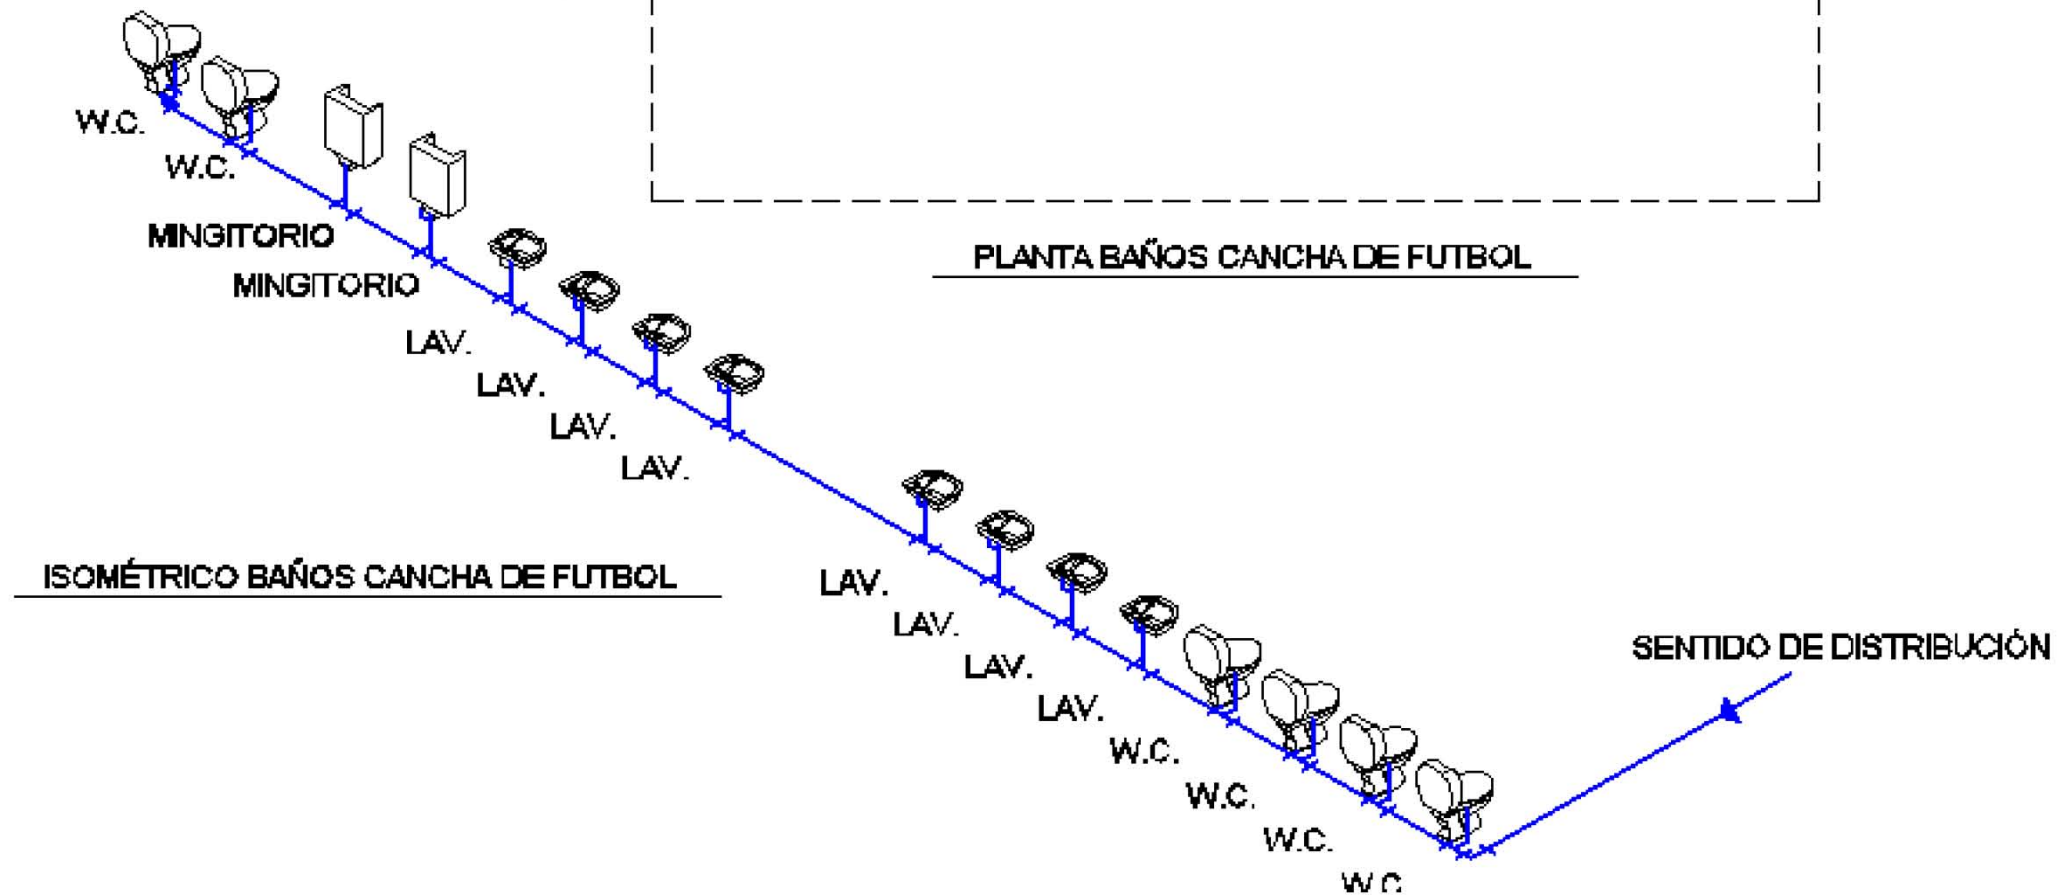 W.C.
W.C.
MINGITORIO
PLANTA BAÑOS CANCHA DE FUTBOL
MINGITORIO
LAV.
LAV.
LAV.
LAV.
ISOMÉTRICO BAÑOS CANCHA DE FUTBOL
LAV.
LAV.
SENTIDO DE DISTRIBUCIÓN
LAV.
LAV.
W.C.
W.C.
W.C.
W.C